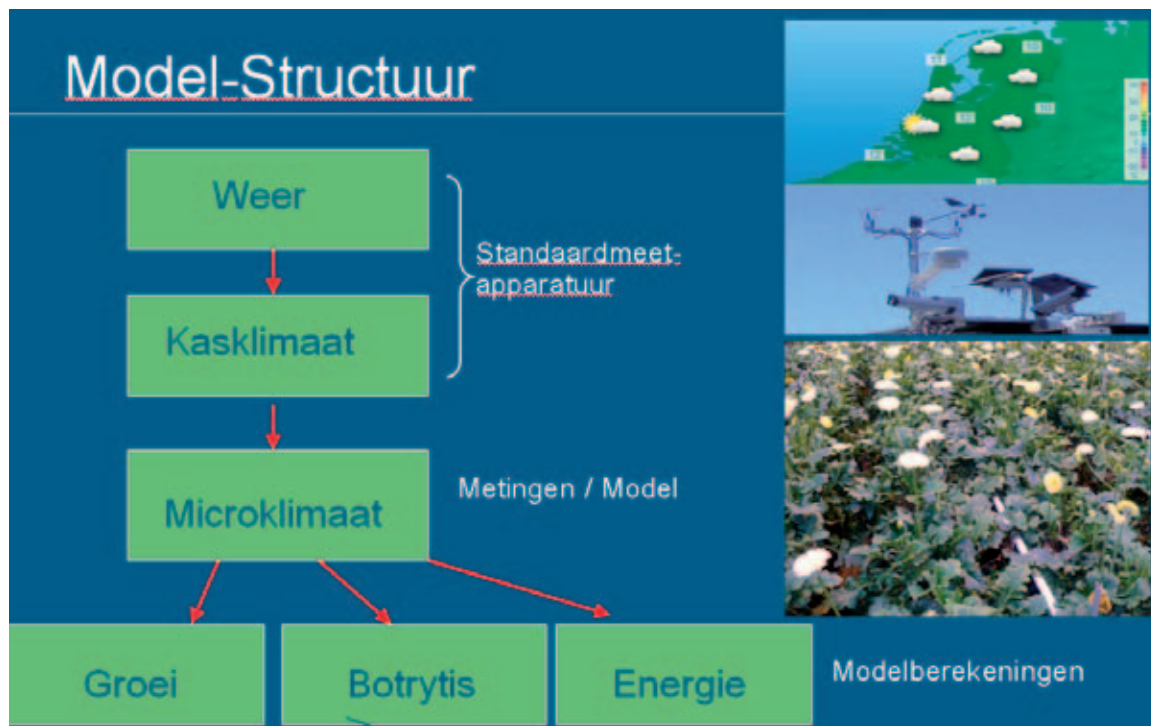 Model-Structuur
Weer
Standaardmeet-
apparatuur
Kasklimaat
Microklimaat
Metingen / Model
Groei
Botrytis
Energie
Modelberekeningen